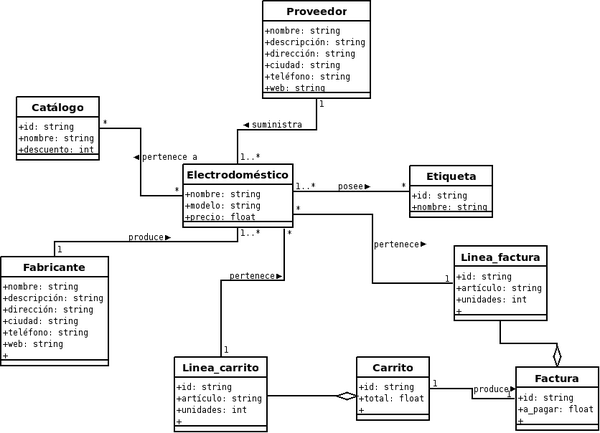 Proveedor
+nombre: string
+descripción: string
+dirección: string
+ciudad: string
+teléfono: string
+web: string
1
◄ suministra
1..*
Catálogo
+id: string
+nombre: string
+descuento: int
*
◄ pertenece a
*
Electrodoméstico
+nombre: string
+modelo: string
+precio: float
1..*
posee►
*
Etiqueta
+id: string
+nombre: string
*
pertenece ►
1
produce►
1..*
1
*
Fabricante
+nombre: string
+descripción: string
+dirección: string
+ciudad: string
+teléfono: string
+web: string
+
pertenece►
1
Linea_factura
+id: string
+artículo: string
+unidades: int
+
Linea_carrito
+id: string
+artículo: string
+unidades: int
+
Carrito
+id: string
+total: float
+
1
produce►
1
Factura
+id: string
+a_pagar: float
+